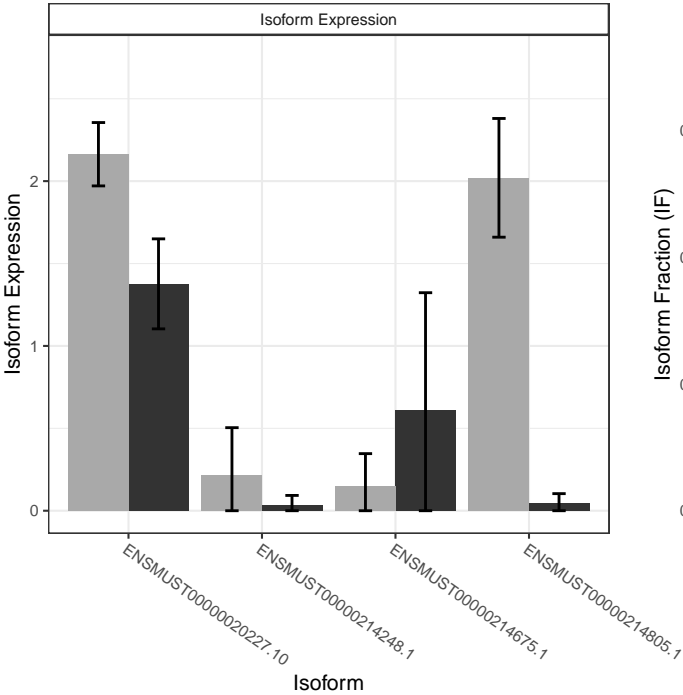 Isoform Expression
Isoform Expression
2
1
0
ENSMUST00000020227.10
ENSMUST00000214248.1
ENSMUST00000214675.1
ENSMUST00000214805.1
Isoform
Isoform Fraction (IF)